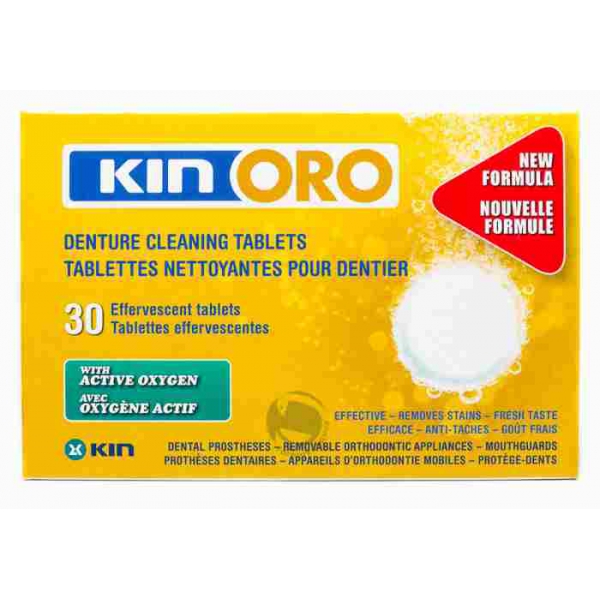 KIN ORO
DENTURE CLEANING TABLETS
TABLETTES NETTOYANTES POUR DENTIER
30 Effervescent tablets
Tablettes effervescentes
NEW
FORMULA
NOUVELLE
FORMULE
WITH
ACTIVE OXYGEN
AVEC
OXYGÈNE ACTIF
EFFECTIVE – REMOVES STAINS – FRESH TASTE
EFFICACE – ANTI-TACHES – GOÛT FRAIS
KIN
DENTAL PROSTHESES – REMOVABLE ORTHODONTIC APPLIANCES – MOUTHGUARDS
PROTHÈSES DENTAIRES – APPAREILS D'ORTHODONTIE MOBILES – PROTÈGE-DENTS